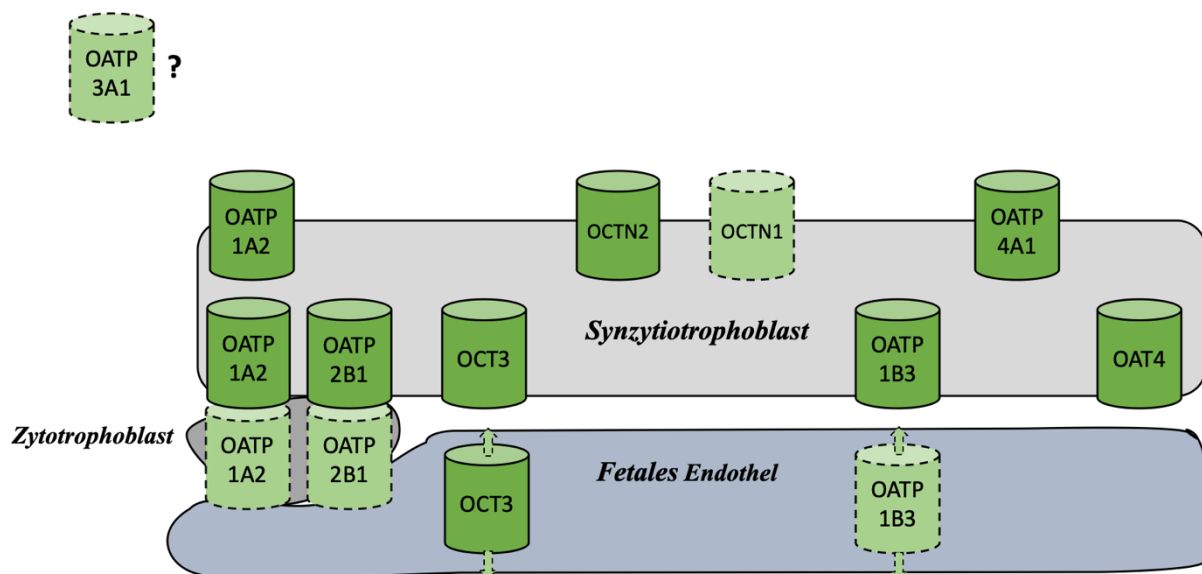 OATP
3A1
?
OATP
1A2
OCTN2
OCTN1
OATP
4A1
OATP
1A2
OATP
2B1
OCT3
Synzytiotrophoblast
OATP
1B3
OAT4
Zytotrophoblast
OATP
1A2
OATP
2B1
OCT3
Fetales Endothel
OATP
1B3